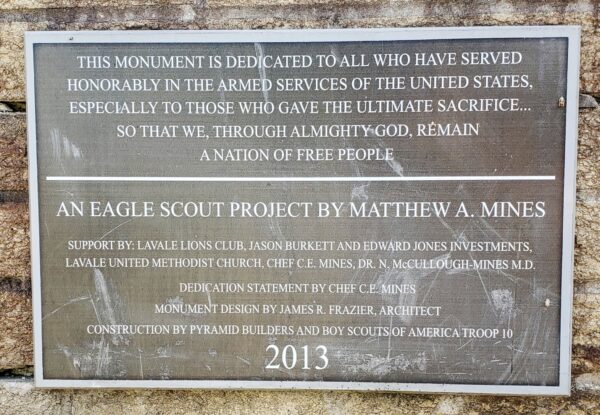 THIS MONUMENT IS DEDICATED TO ALL WHO HAVE SERVED
HONORABLY IN THE ARMED SERVICES OF THE UNITED STATES,
ESPECIALLY TO THOSE WHO GAVE THE ULTIMATE SACRIFICE...
SO THAT WE, THROUGH ALMIGHTY GOD, REMAIN
A NATION OF FREE PEOPLE
AN EAGLE SCOUT PROJECT BY MATTHEW A. MINES
SUPPORT BY: LAVALE LIONS CLUB, JASON BURKETT AND EDWARD JONES INVESTMENTS,
LAVALE UNITED METHODIST CHURCH, CHEF C.E. MINES, DR. N. McCULLOUGH-MINES M.D.
DEDICATION STATEMENT BY CHEF C.E. MINES
MONUMENT DESIGN BY JAMES R. FRAZIER, ARCHITECT
CONSTRUCTION BY PYRAMID BUILDERS AND BOY SCOUTS OF AMERICA TROOP 10
2013